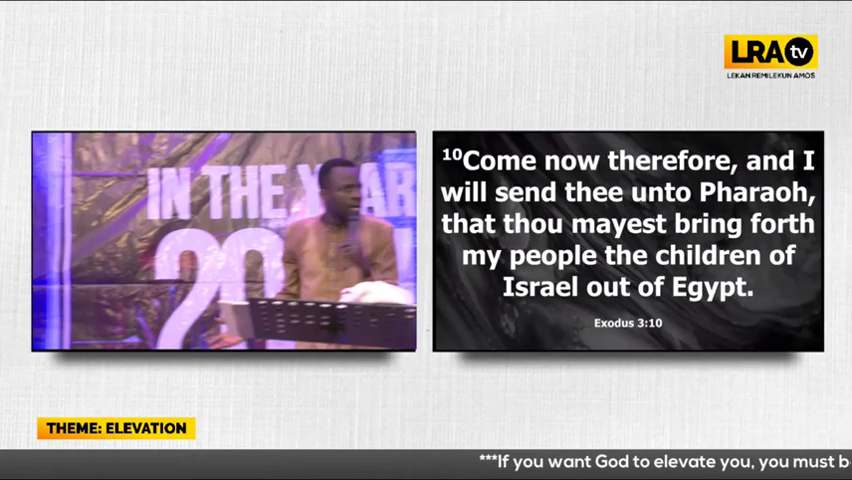 LRA tv
LEKAN REMILEKUN AMOS
IN THE YEAR
20
10Come now therefore, and I
will send thee unto Pharaoh,
that thou mayest bring forth
my people the children of
Israel out of Egypt.
Exodus 3:10
THEME: ELEVATION
***If you want God to elevate you, you must b